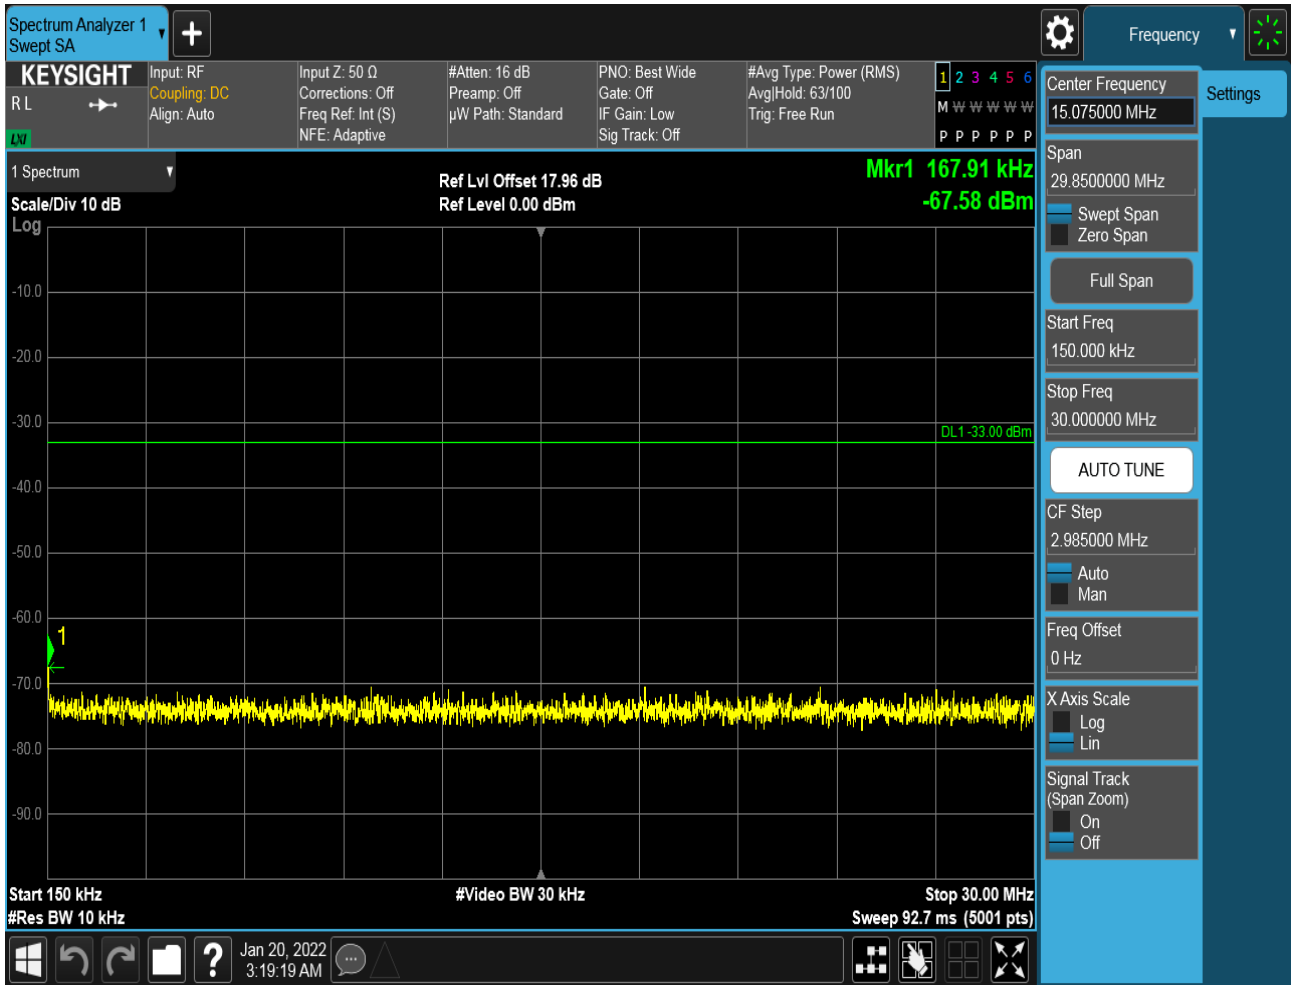 Spectrum Analyzer 1
Swept SA
Frequency
KEYSIGHT
R L
LXI
Input: RF
Coupling: DC
Align: Auto
Input Z: 50 Ω
Corrections: Off
Freq Ref: Int (S)
NFE: Adaptive
#Atten: 16 dB
Preamp: Off
µW Path: Standard
PNO: Best Wide
Gate: Off
IF Gain: Low
Sig Track: Off
#Avg Type: Power (RMS)
Avg|Hold: 63/100
Trig: Free Run
1 2 3 4 5 6
M W W W W W
P P P P P P
1 Spectrum
Scale/Div 10 dB
Log
Ref Lvl Offset 17.96 dB
Ref Level 0.00 dBm
Mkr1 167.91 kHz
-67.58 dBm
-10.0
-20.0
-30.0
DL1 -33.00 dBm
-40.0
-50.0
-60.0
1
-70.0
-80.0
-90.0
Start 150 kHz
#Video BW 30 kHz
Stop 30.00 MHz
#Res BW 10 kHz
Sweep 92.7 ms (5001 pts)
Center Frequency
15.075000 MHz
Settings
Span
29.8500000 MHz
Swept Span
Zero Span
Full Span
Start Freq
150.000 kHz
Stop Freq
30.000000 MHz
AUTO TUNE
CF Step
2.985000 MHz
Auto
Man
Freq Offset
0 Hz
X Axis Scale
Log
Lin
Signal Track
(Span Zoom)
On
Off
?
Jan 20, 2022
3:19:19 AM